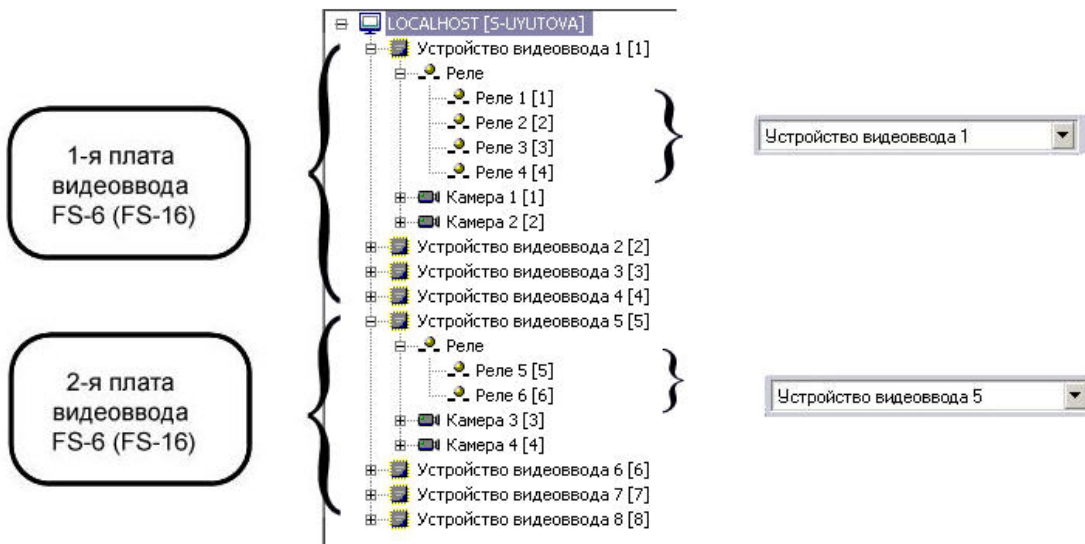 LOCALHOST [S-UYUTOVA]
Устройство видеоввода 1 [1]
Реле
Реле 1 [1]
Реле 2 [2]
Реле 3 [3]
Реле 4 [4]
Камера 1 [1]
Камера 2 [2]
Устройство видеоввода 2 [2]
Устройство видеоввода 3 [3]
Устройство видеоввода 4 [4]
Устройство видеоввода 5 [5]
Реле
Реле 5 [5]
Реле 6 [6]
Камера 3 [3]
Камера 4 [4]
Устройство видеоввода 6 [6]
Устройство видеоввода 7 [7]
Устройство видеоввода 8 [8]
1-я плата
видеоввода
FS-6 (FS-16)
2-я плата
видеоввода
FS-6 (FS-16)
Устройство видеоввода 1
Устройство видеоввода 5